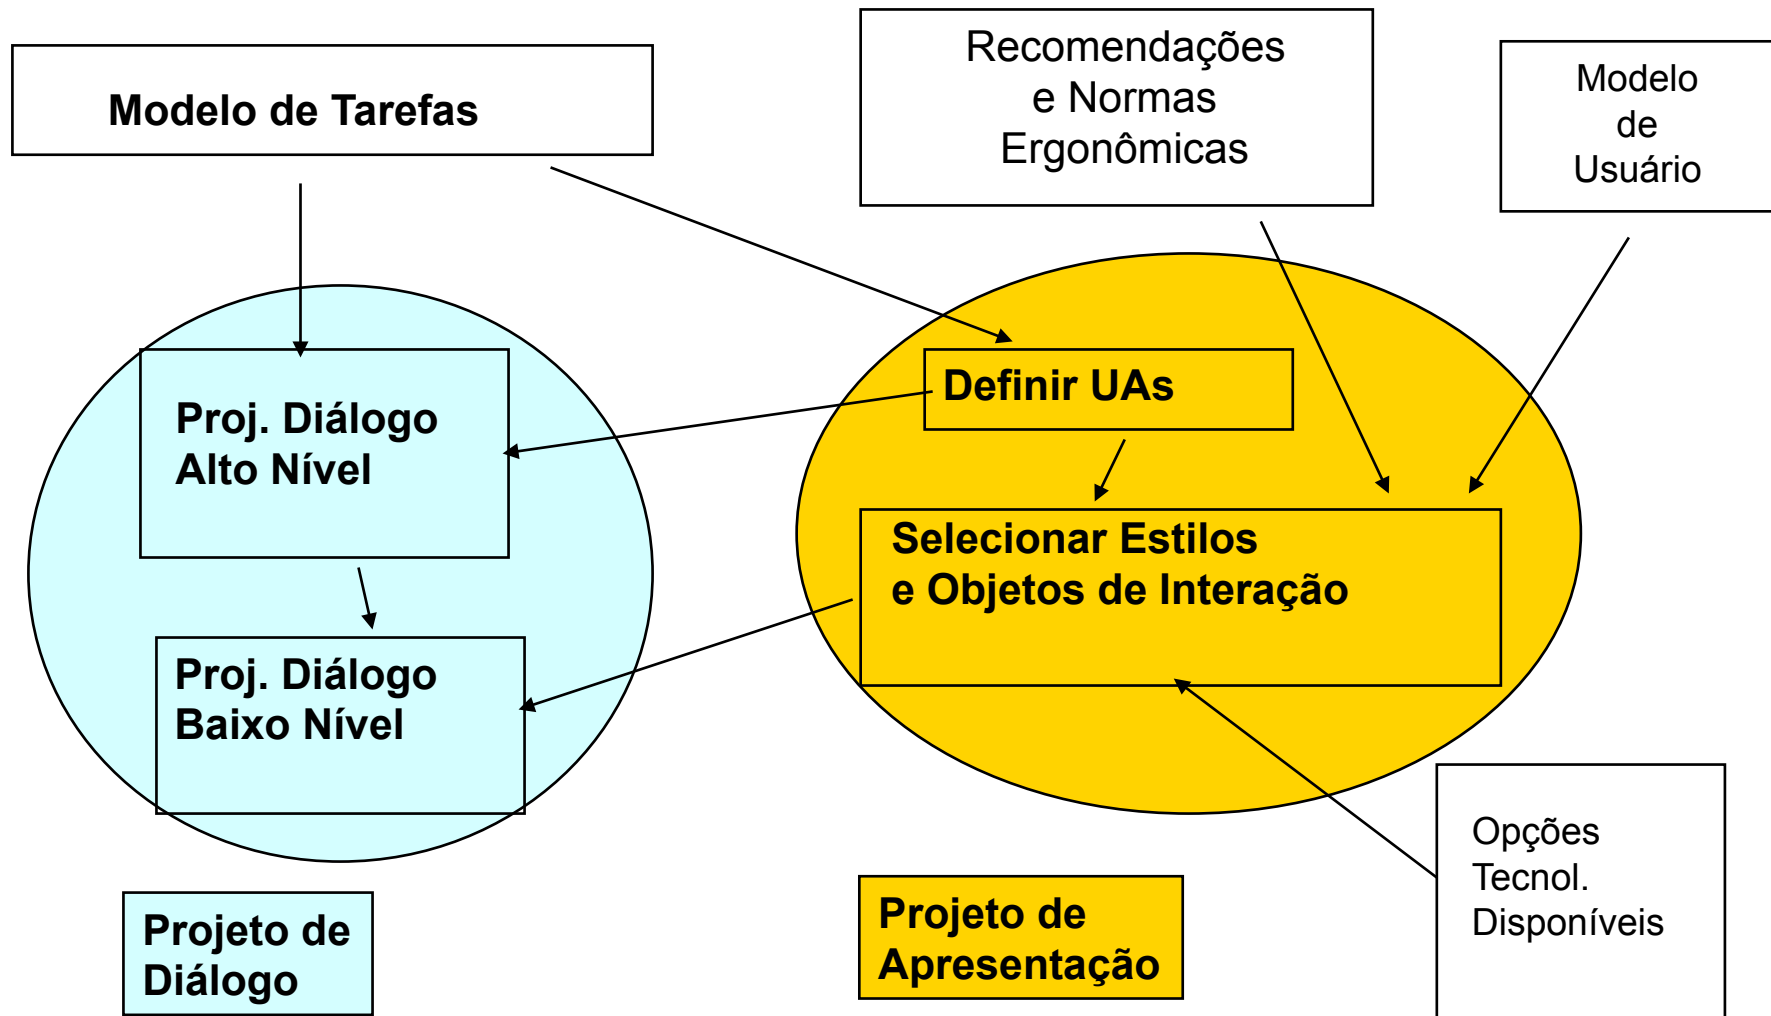 Modelo de Tarefas
Recomendações
e Normas
Ergonômicas
Modelo
de
Usuário
Proj. Diálogo
Alto Nível
Definir UAs
Selecionar Estilos
e Objetos de Interação
Proj. Diálogo
Baixo Nível
Opções
Tecnol.
Disponíveis
Projeto de
Diálogo
Projeto de
Apresentação